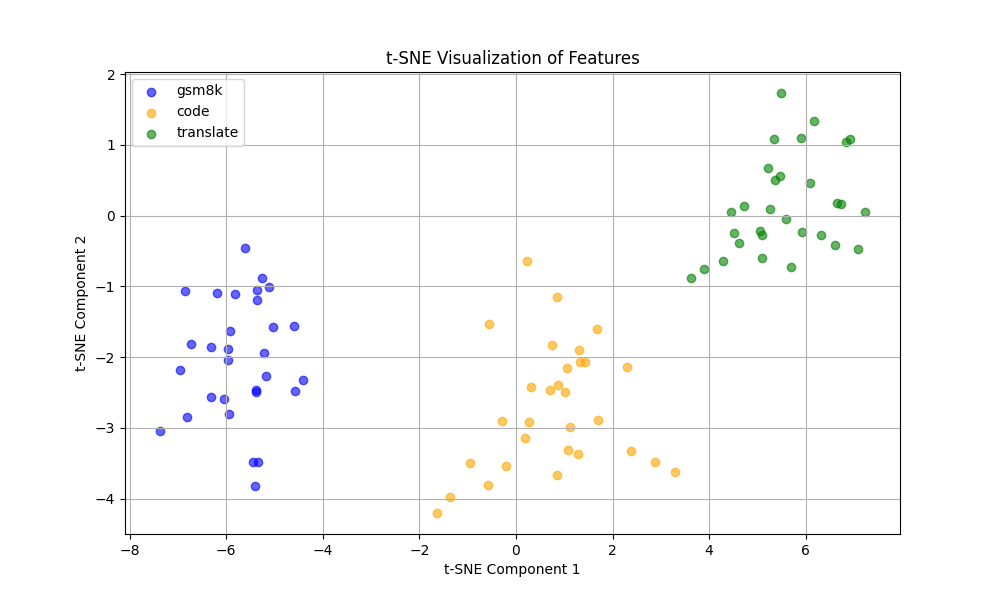 t-SNE Visualization of Features
gsm8k
code
translate
2
1
0
−1
−2
−3
−4
t-SNE Component 2
−8
−6
−4
−2
0
2
4
6
t-SNE Component 1